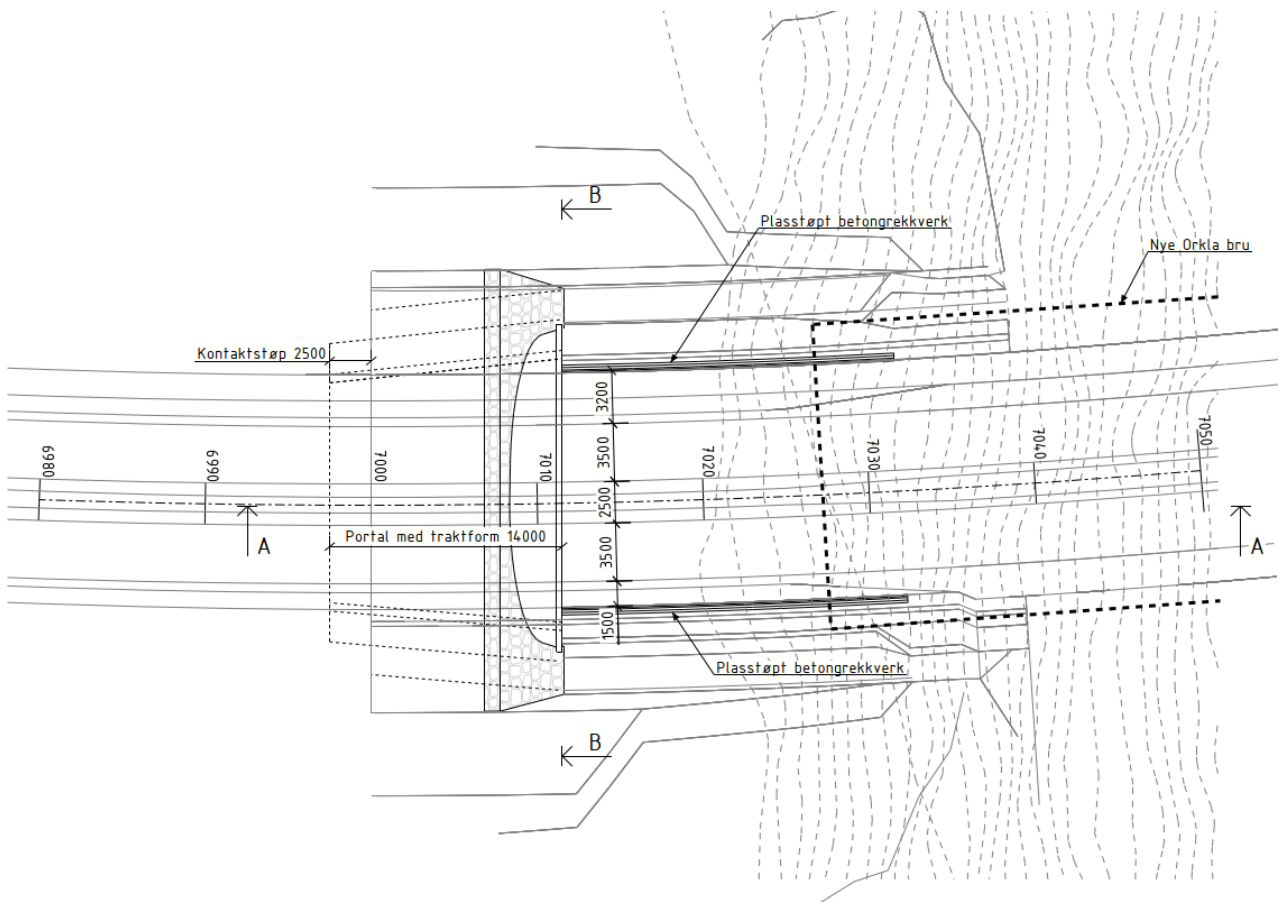 B
Plasstøpt betongrekkverk
Nye Orkla bru
Kontaktstøp 2500
3200
6980
6990
7000
7010
3500
7020
7030
7040
7050
2500
A
Portal med traktform 14000
3500
A
1500
Plasstøpt betongrekkverk
B